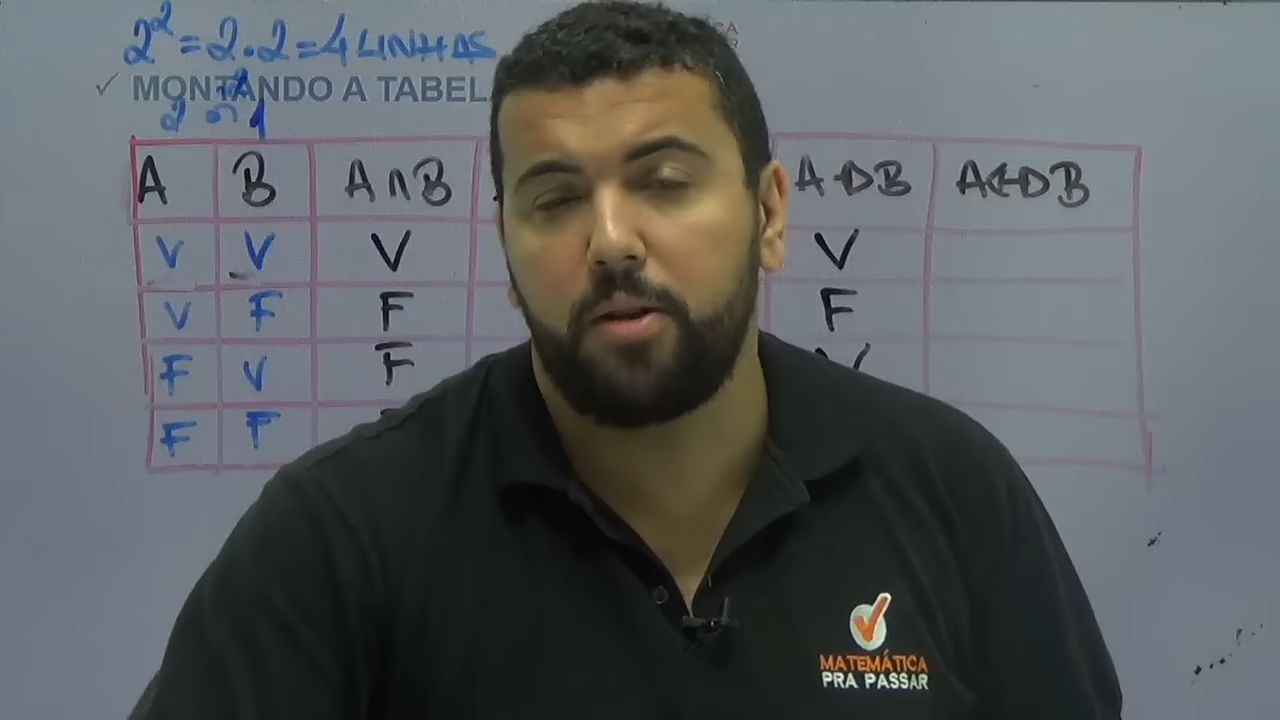 2² = 2 · 2 = 4 LINHAS
✓ MONTANDO A TABEL
2 1
A B A ∩ B A → B A ↔ B
V V V V
V F F F
F V F V
F F
MATEMÁTICA
PRA PASSAR